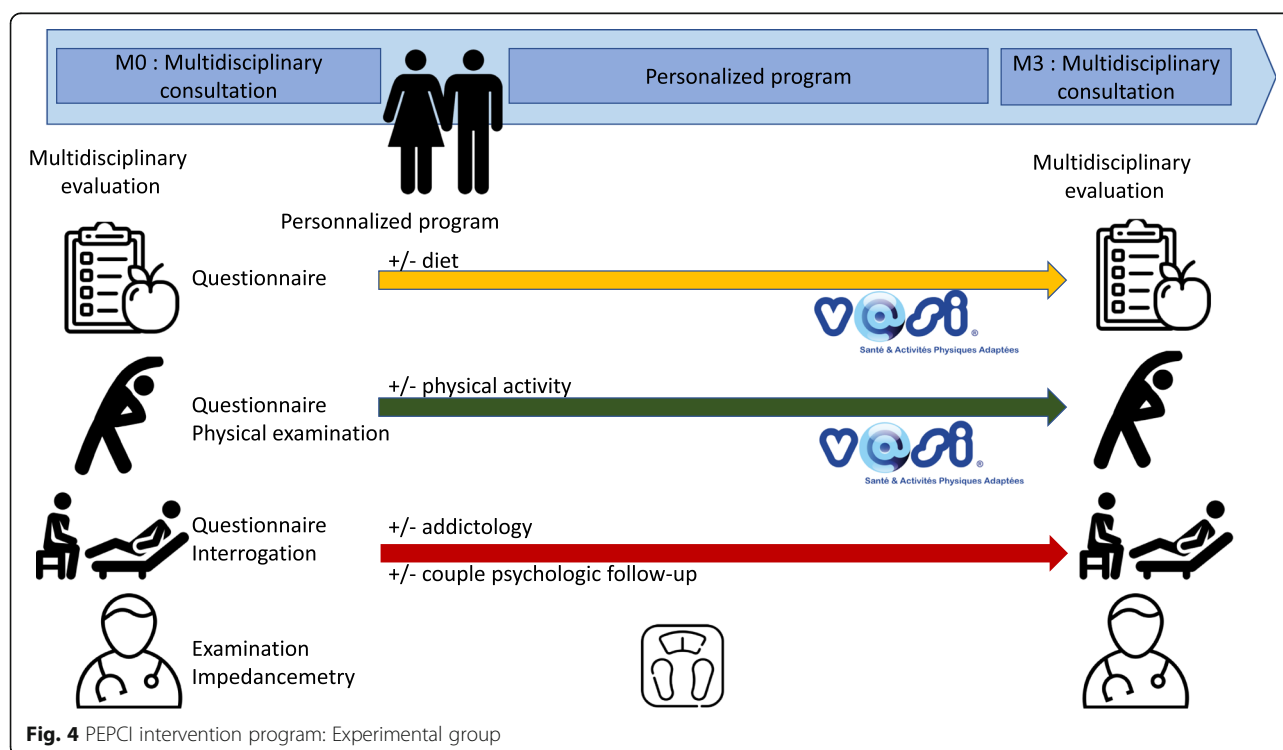 M0 : Multidisciplinary
consultation
Personalized program
M3 : Multidisciplinary
consultation
Multidisciplinary
evaluation
Multidisciplinary
evaluation
Personnalized program
Questionnaire
+/- diet
v@si®
Santé & Activités Physiques Adaptées
Questionnaire
Physical examination
+/- physical activity
v@si®
Santé & Activités Physiques Adaptées
Questionnaire
Interrogation
+/- addictology
+/- couple psychologic follow-up
Examination
Impedancemetry
Fig. 4 PEPCI intervention program: Experimental group